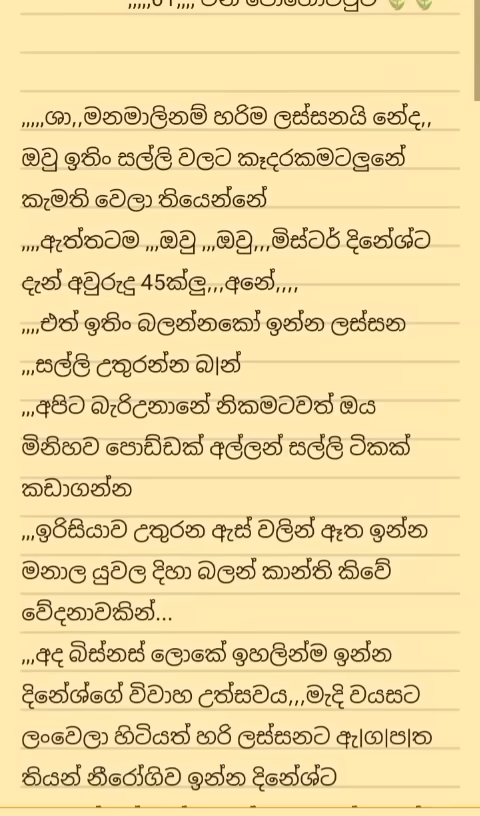 ,,,,,ශා,,මනමාලිනම් හරිම ලස්සනයි නේද,,
ඔවු ඉතිං සල්ලි වලට කෑදරකමටලුනේ
කැමති වෙලා තියෙන්නේ
,,,,ඇත්තටම ,,,ඔවු ,,,ඔවු,,,මිස්ටර් දිනේශ්ට
දැන් අවුරුදු 45ක්ලු,,,අනේ,,,,
,,,,එත් ඉතිං බලන්නකෝ ඉන්න ලස්සන
,,,සල්ලි උතුරන්න බ|න්
,,,අපිට බැරිඋනානේ නිකමටවත් ඔය
මිනිහව පොඩ්ඩක් අල්ලන් සල්ලි ටිකක්
කඩාගන්න
,,,ඉරිසියාව උතුරන ඇස් වලින් ඈත ඉන්න
මනාල යුවල දිහා බලන් කාන්ති කිවේ
වේදනාවකින්...
,,,අද බිස්නස් ලොකේ ඉහලින්ම ඉන්න
දිනේශ්ගේ විවාහ උත්සවය,,,මැදි වයසට
ලංවෙලා හිටියත් හරි ලස්සනට ඇ|ග|ප|ත
තියන් නීරෝගිව ඉන්න දිනේශ්ට